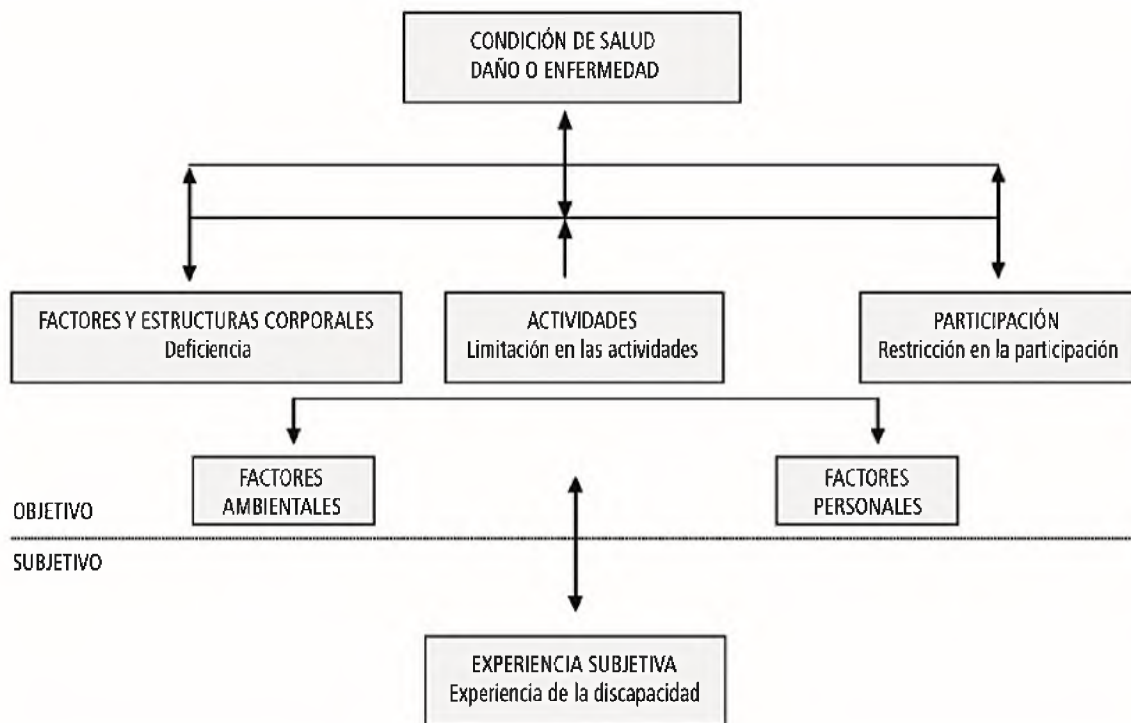 CONDICIÓN DE SALUD
DAÑO O ENFERMEDAD
FACTORES Y ESTRUCTURAS CORPORALES
Deficiencia
ACTIVIDADES
Limitación en las actividades
PARTICIPACIÓN
Restricción en la participación
FACTORES
AMBIENTALES
FACTORES
PERSONALES
OBJETIVO
SUBJETIVO
EXPERIENCIA SUBJETIVA
Experiencia de la discapacidad